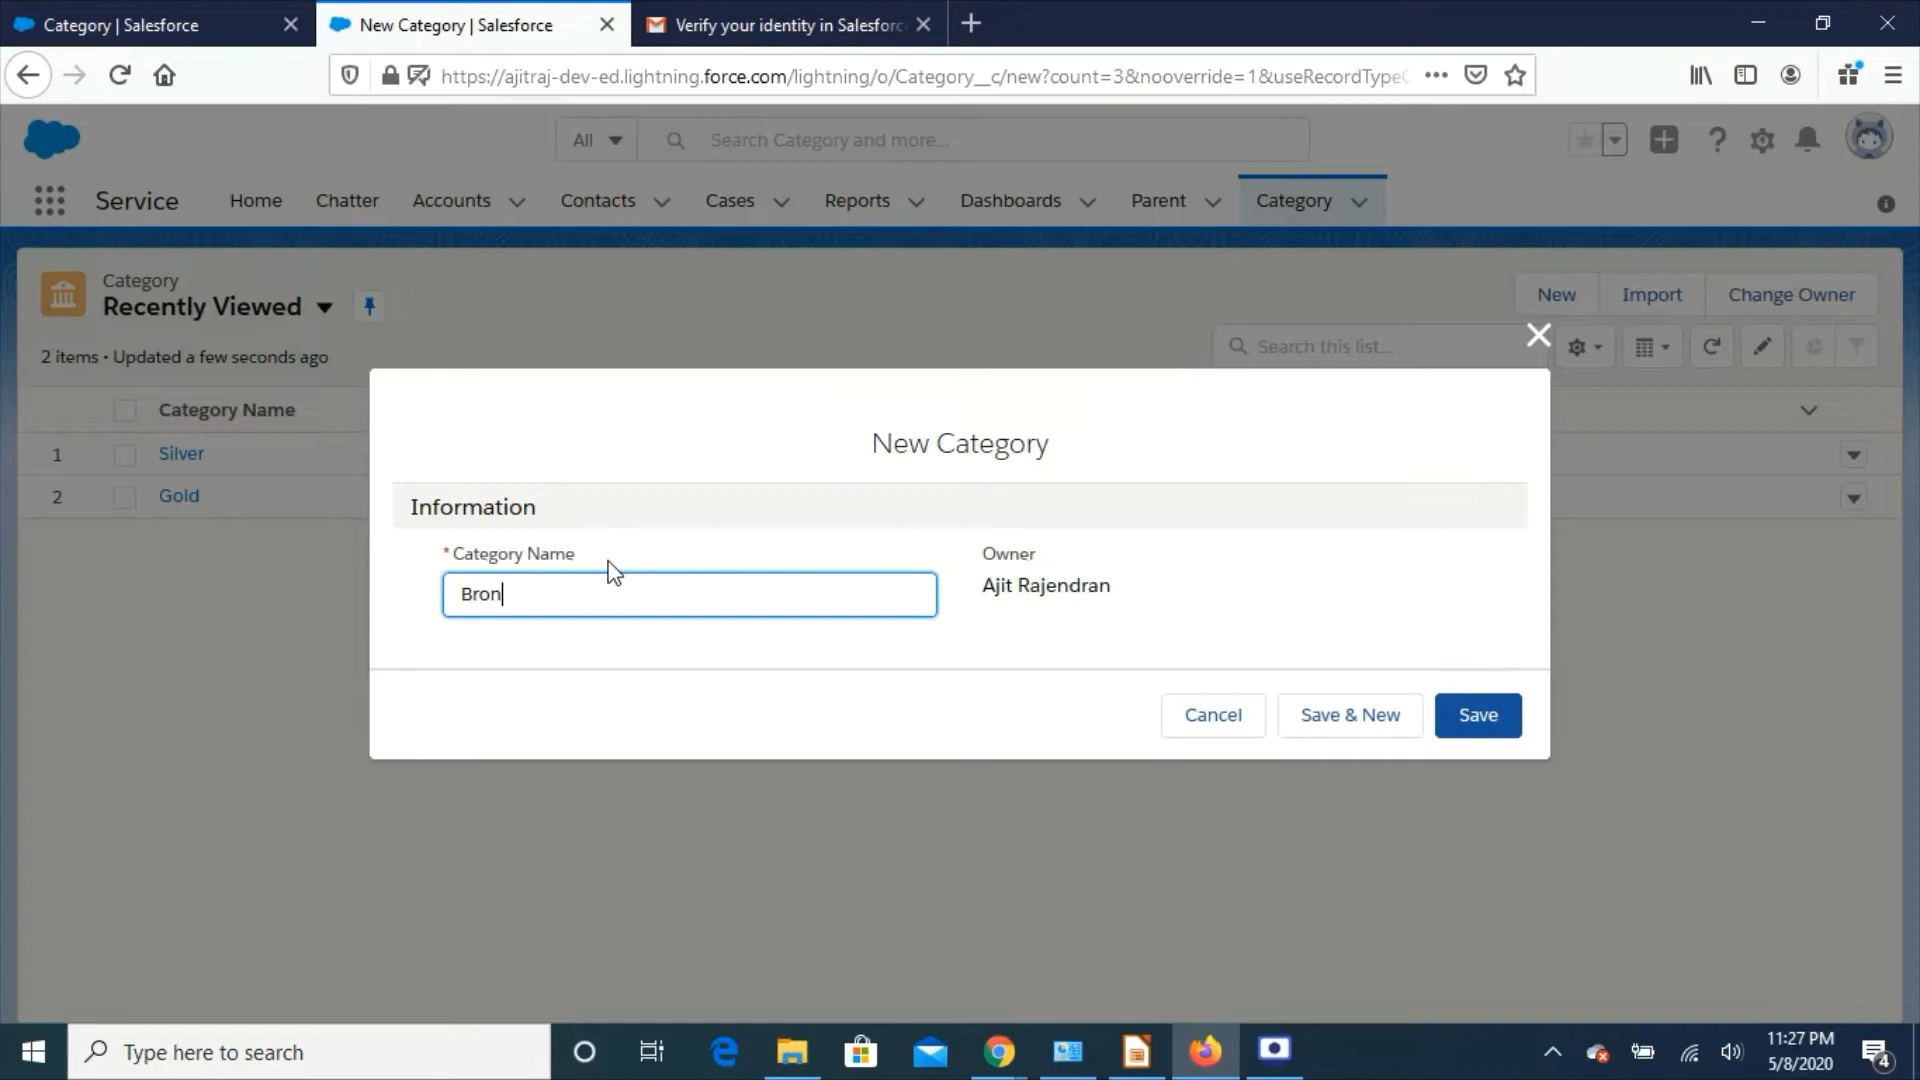 Category | Salesforce
New Category | Salesforce
Verify your identity in Salesforc
https://ajitraj-dev-ed.lightning.force.com/lightning/o/Category__c/new?count=3&nooverride=1&useRecordTypeC
All
Search Category and more...
Service
Home
Chatter
Accounts
Contacts
Cases
Reports
Dashboards
Parent
Category
Category
Recently Viewed
New
Import
Change Owner
2 items • Updated a few seconds ago
Search this list...
Category Name
1
Silver
2
Gold
New Category
Information
* Category Name
Owner
Bron
Ajit Rajendran
Cancel
Save & New
Save
Type here to search
11:27 PM
5/8/2020
4